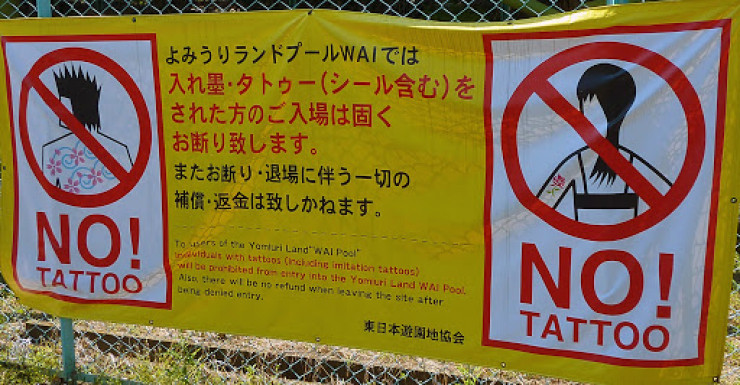 よみうりランドプールWAIでは
入れ墨・タトゥー(シール含む)を
された方のご入場は固く
お断り致します。
またお断り・退場に伴う一切の
補償・返金は致しかねます。
To users of the Yomiuri Land"WAI Pool"
Individuals with tattoos (including imitation tattoos)
will be prohibited from entry into the Yomiuri Land WAI Pool.
Also, there will be no refund when leaving the site after
being denied entry.
東日本遊園地協会
NO!
TATTOO
NO!
TATTOO